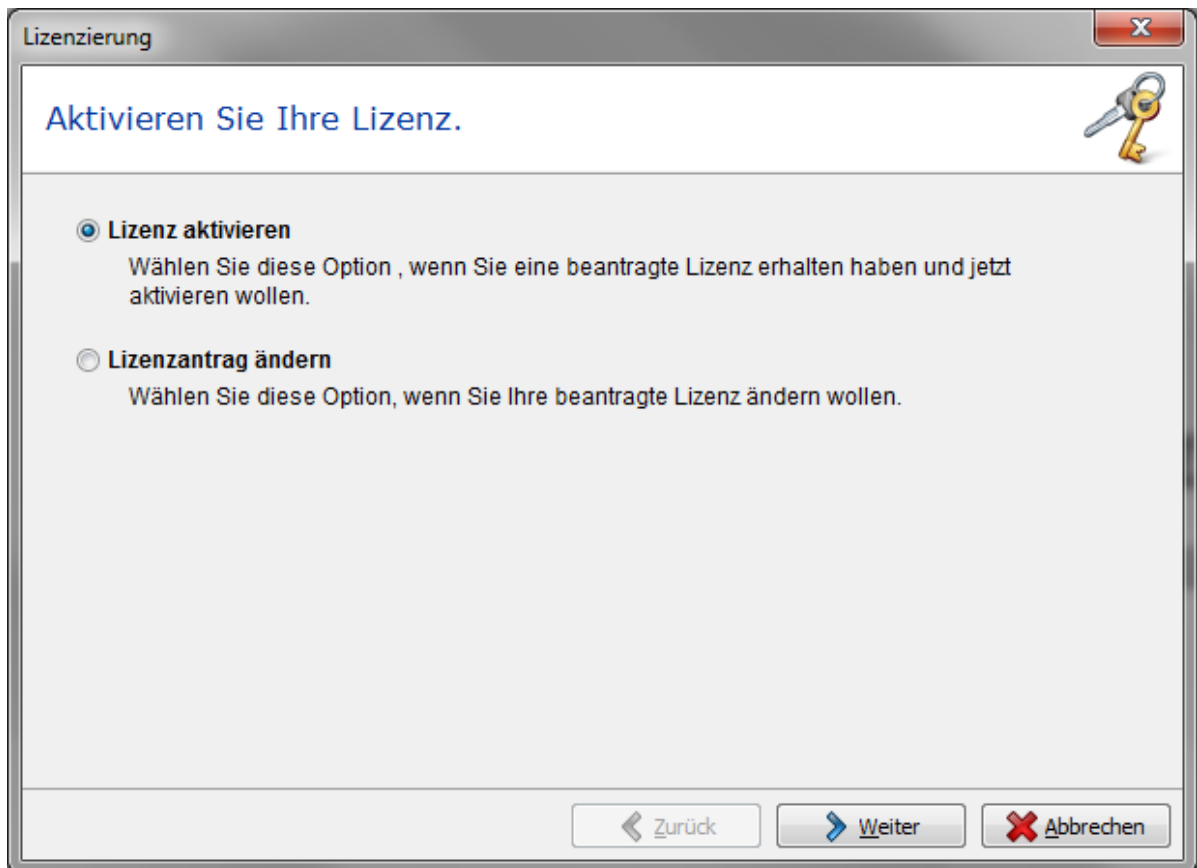 Lizenzierung
Aktivieren Sie Ihre Lizenz.
Lizenz aktivieren
Wählen Sie diese Option , wenn Sie eine beantragte Lizenz erhalten haben und jetzt
aktivieren wollen.
Lizenzantrag ändern
Wählen Sie diese Option, wenn Sie Ihre beantragte Lizenz ändern wollen.
Zurück Weiter Abbrechen